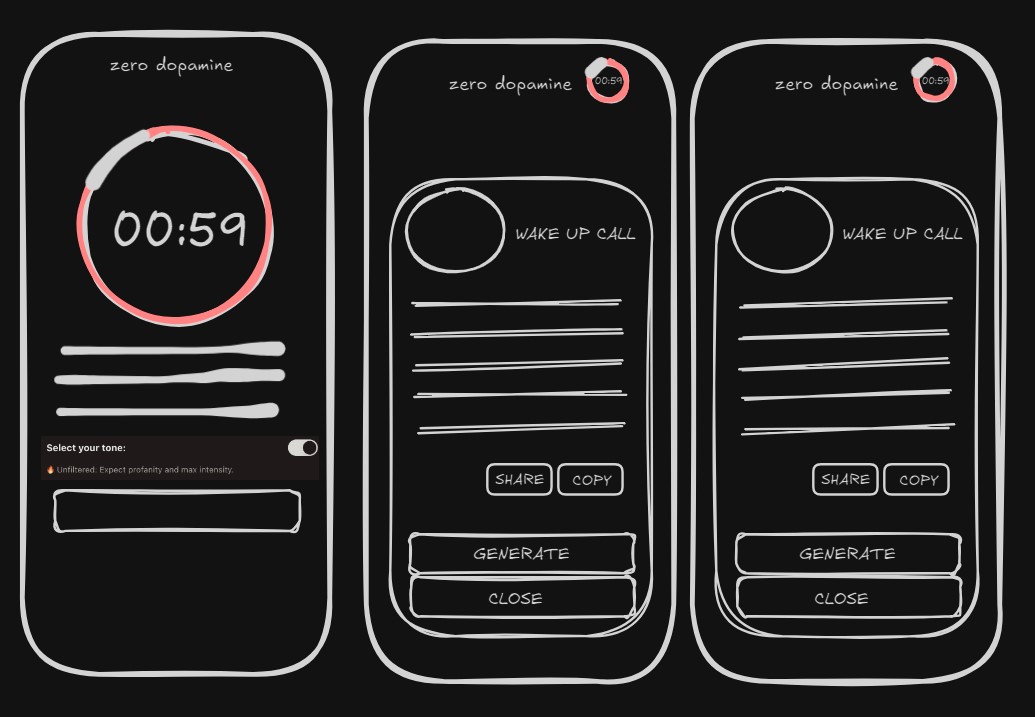 zero dopamine
00:59
Select your tone:
🔥 Unfiltered: Expect profanity and max intensity.
zero dopamine
00:59
WAKE UP CALL
SHARE
COPY
GENERATE
CLOSE
zero dopamine
00:59
WAKE UP CALL
SHARE
COPY
GENERATE
CLOSE